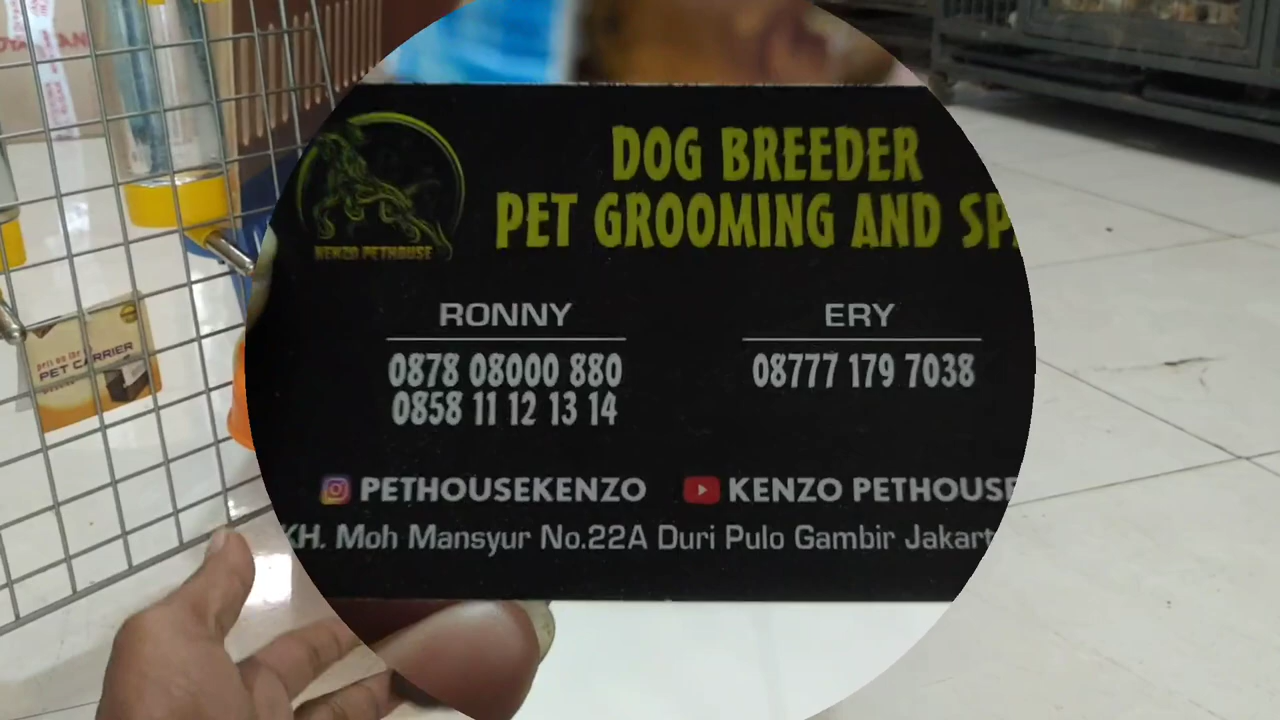 DOG BREEDER
PET GROOMING AND SP
KENZO PETHOUSE
RONNY
0878 08000 880
0858 11 12 13 14
ERY
08777 179 7038
PETHOUSEKENZO
KENZO PETHOUSE
KH. Moh Mansyur No.22A Duri Pulo Gambir Jakart
PET CARRIER